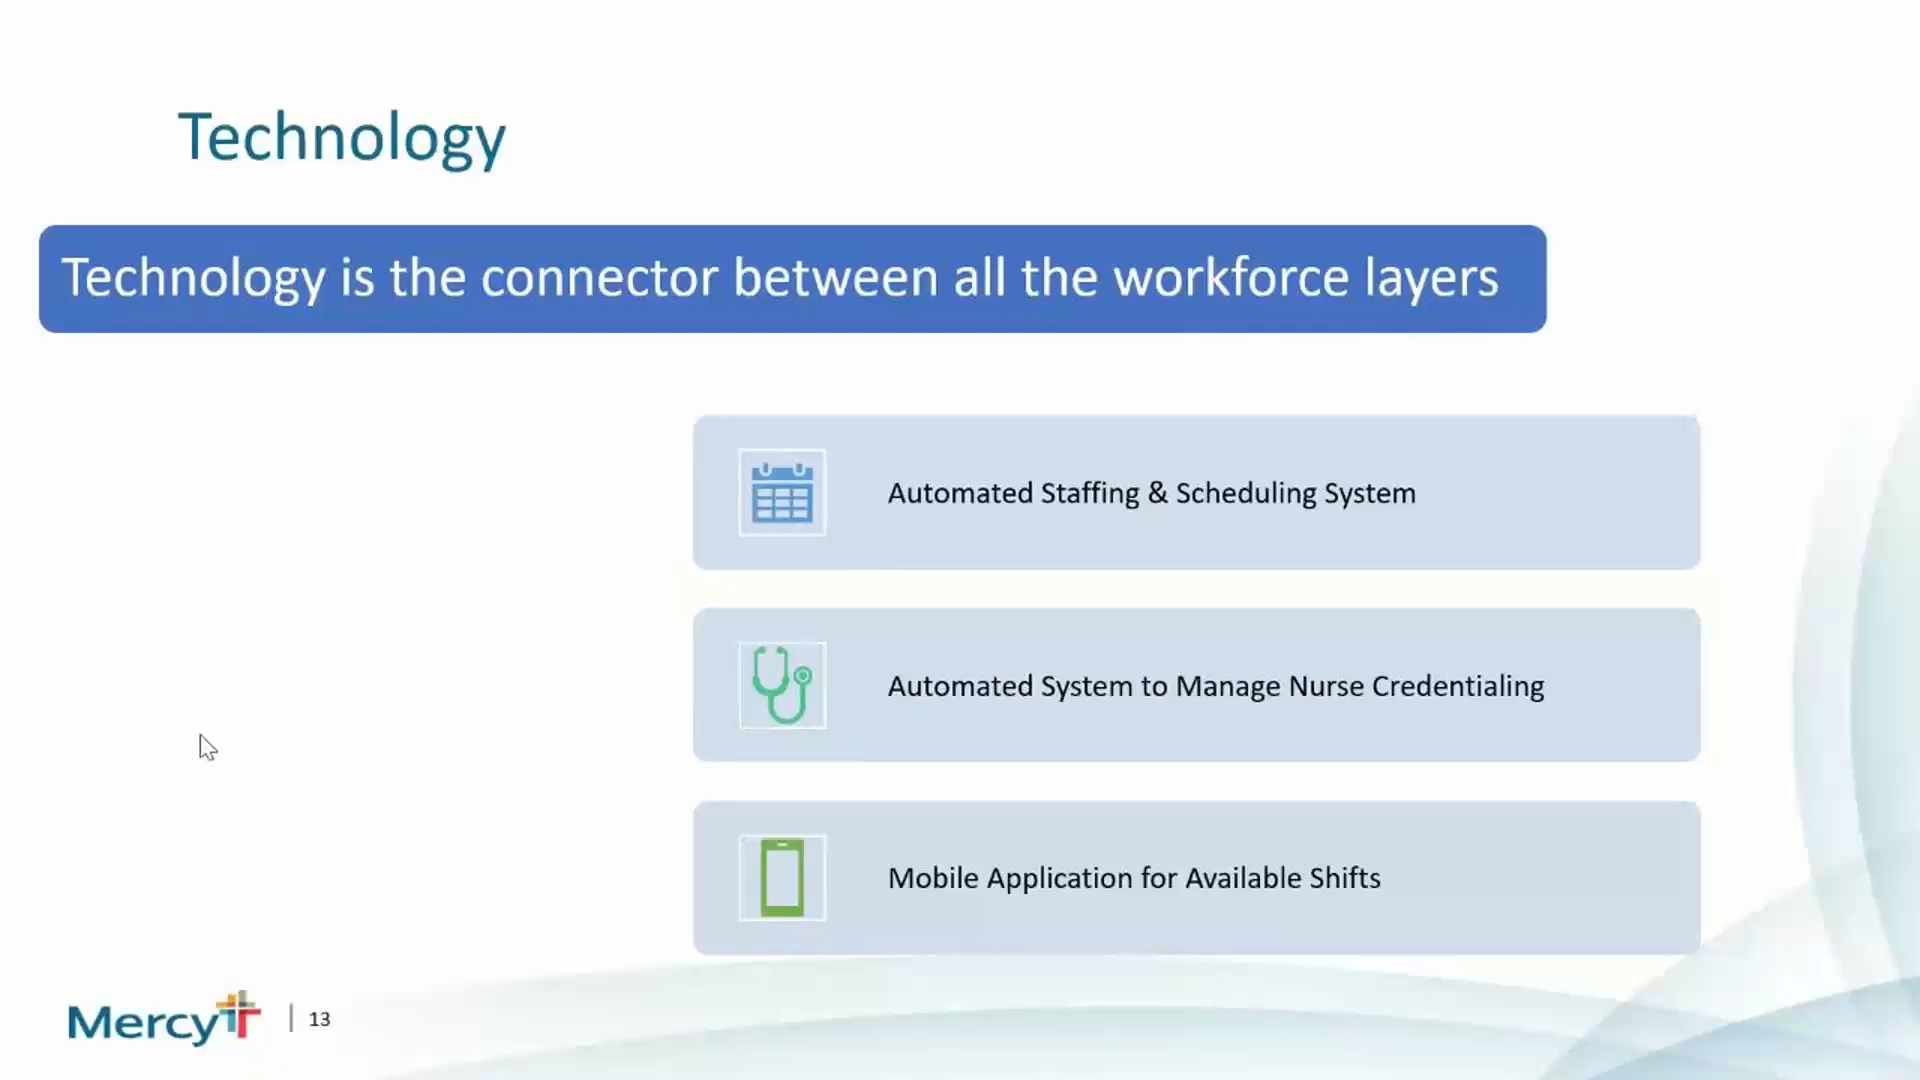 Technology
Technology is the connector between all the workforce layers
Automated Staffing & Scheduling System
Automated System to Manage Nurse Credentialing
Mobile Application for Available Shifts
Mercy | 13